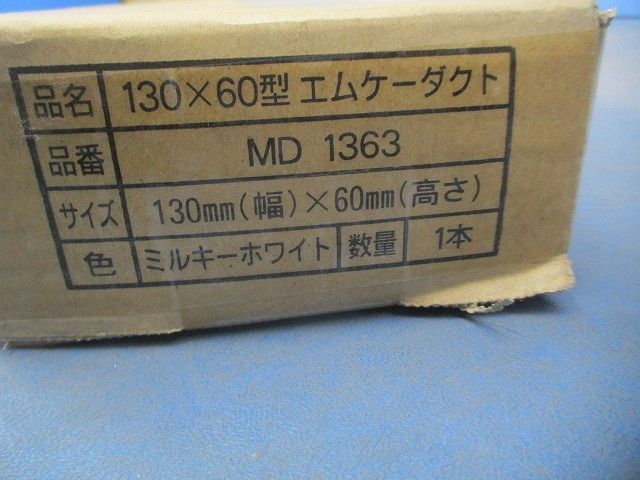 品名 130×60型 エムケーダクト
品番 MD 1363
サイズ 130mm(幅)×60mm(高さ)
色 ミルキーホワイト 数量 1本